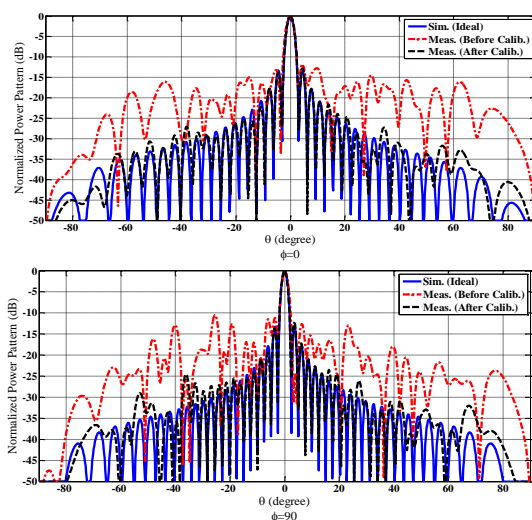 0
-5
-10
-15
-20
-25
-30
-35
-40
-45
-50
Normalized Power Pattern (dB)
Sim. (Ideal)
Meas. (Before Calib.)
Meas. (After Calib.)
-80 -60 -40 -20 0 20 40 60 80
θ (degree)
ϕ=0
0
-5
-10
-15
-20
-25
-30
-35
-40
-45
-50
Normalized Power Pattern (dB)
Sim. (Ideal)
Meas. (Before Calib.)
Meas. (After Calib.)
-80 -60 -40 -20 0 20 40 60 80
θ (degree)
ϕ=90